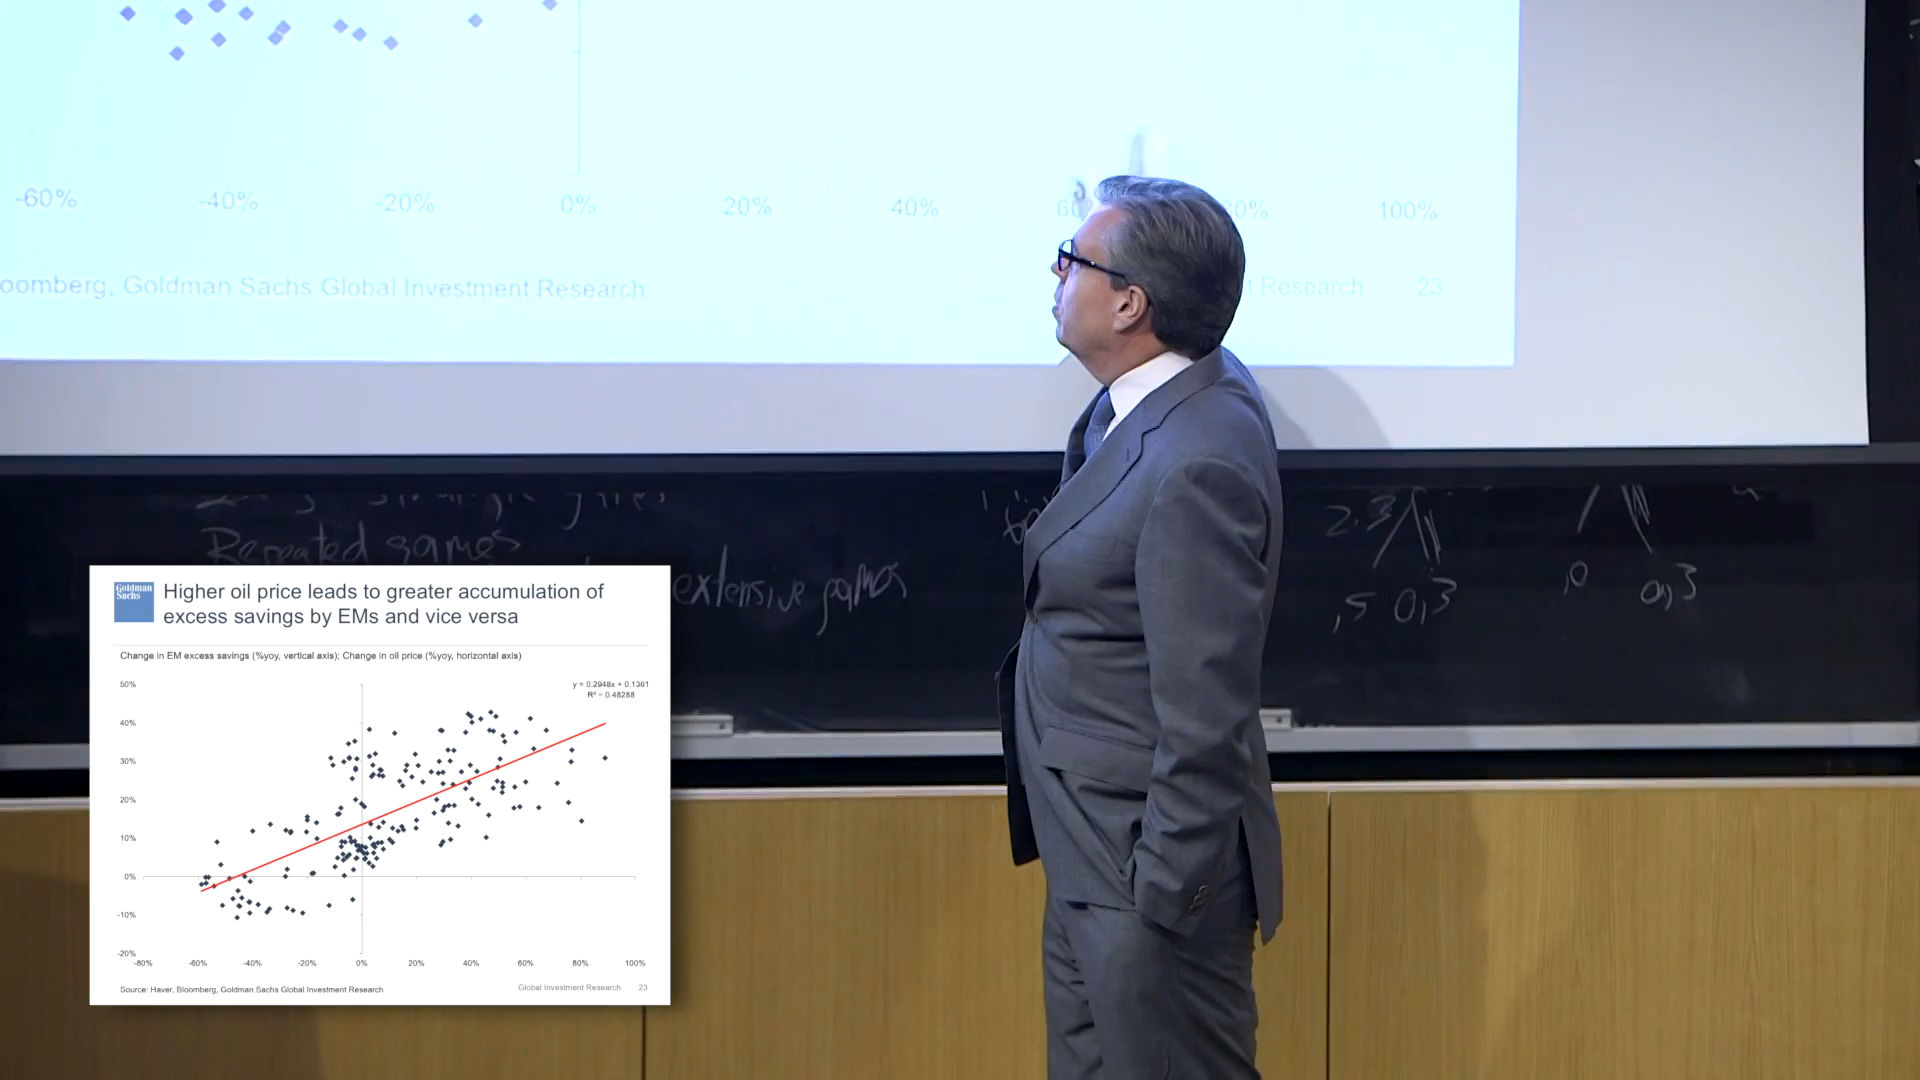 -60% -40% -20% 0% 20% 40% 100%
oomberg, Goldman Sachs Global Investment Research t Research 23
Repeated games
extensive games
2.3
,5 0,3
,0 0,3
Goldman
Sachs
Higher oil price leads to greater accumulation of
excess savings by EMs and vice versa
Change in EM excess savings (%yoy, vertical axis); Change in oil price (%yoy, horizontal axis)
y = 0.2948x + 0.1361
R² = 0.48288
50%
40%
30%
20%
10%
0%
-10%
-20%
-80% -60% -40% -20% 0% 20% 40% 60% 80% 100%
Source: Haver, Bloomberg, Goldman Sachs Global Investment Research Global Investment Research 23